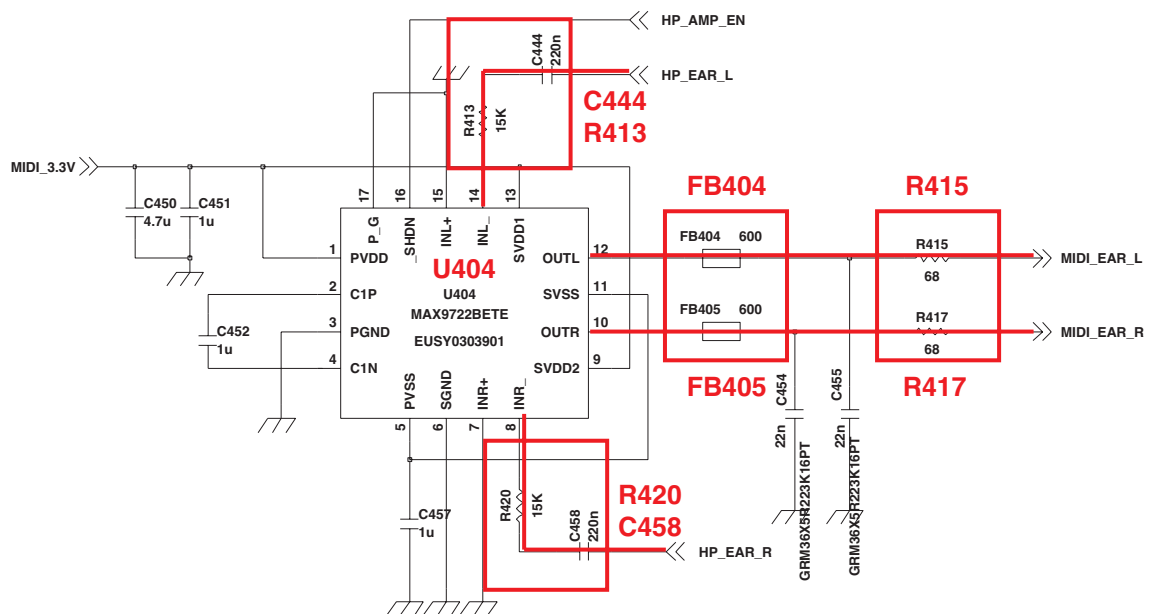 HP_AMP_EN
C444
220n
HP_EAR_L
C444
R413
R413
15K
MIDI_3.3V
C450
4.7u
C451
1u
17
16
15
14
13
P_G
_SHDN
INL+
INL_
SVDD1
FB404
R415
1
PVDD
U404
OUTL
12
FB404
600
R415
68
MIDI_EAR_L
2
C1P
U404
SVSS
11
MAX9722BETE
C452
1u
3
PGND
OUTR
10
FB405
600
R417
68
MIDI_EAR_R
EUSY0303901
4
C1N
SVDD2
9
FB405
R417
PVSS
SGND
INR+
INR_
5
6
7
8
C454
22n
GRM36X5R223K16PT
C455
22n
GRM36X5R223K16PT
C457
1u
R420
15K
R420
C458
C458
220n
HP_EAR_R